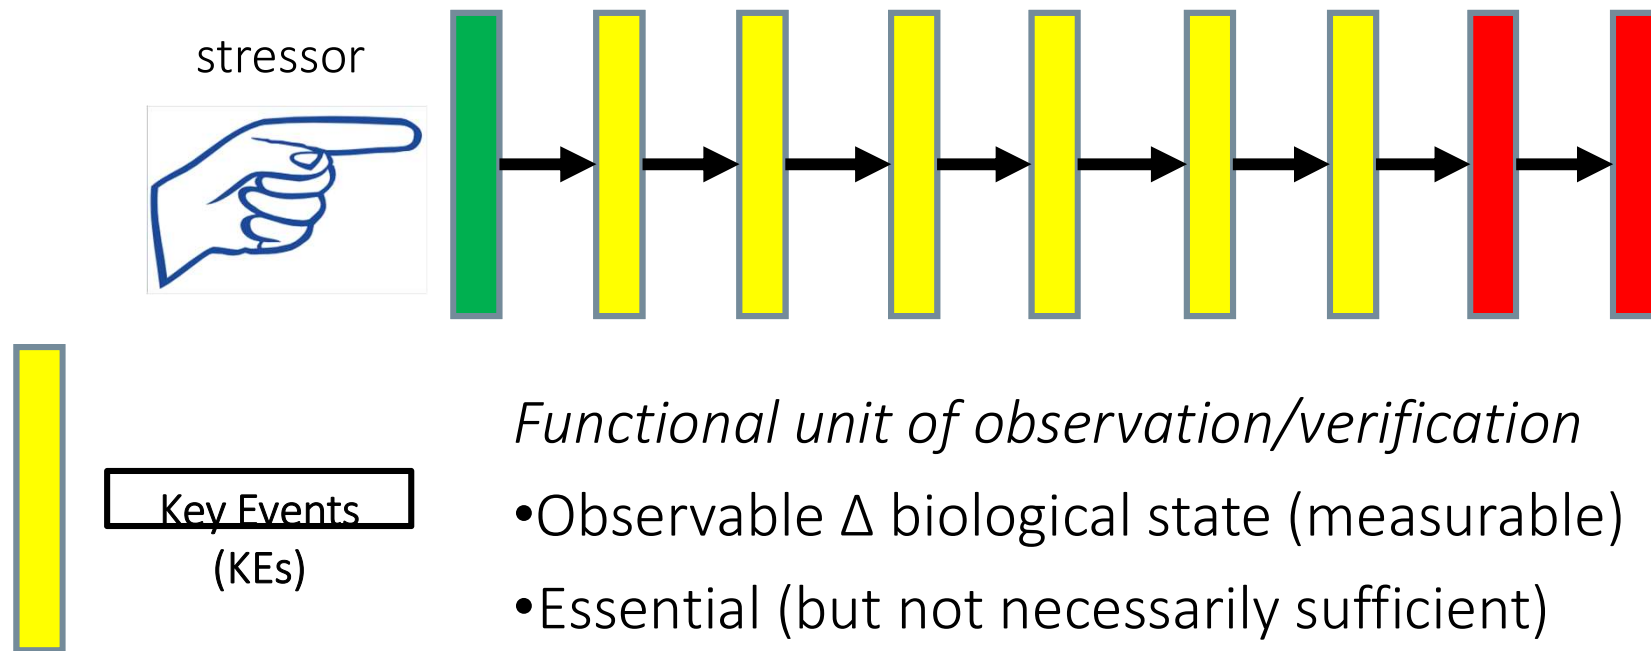 stressor
Key Events
(KEs)
Functional unit of observation/verification
•Observable Δ biological state (measurable)
•Essential (but not necessarily sufficient)